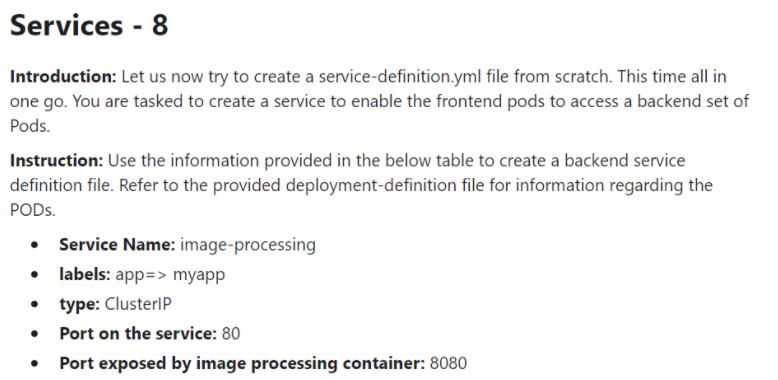 Services - 8
Introduction: Let us now try to create a service-definition.yml file from scratch. This time all in
one go. You are tasked to create a service to enable the frontend pods to access a backend set of
Pods.
Instruction: Use the information provided in the below table to create a backend service
definition file. Refer to the provided deployment-definition file for information regarding the
PODs.
• Service Name: image-processing
• labels: app=> myapp
• type: ClusterIP
• Port on the service: 80
• Port exposed by image processing container: 8080